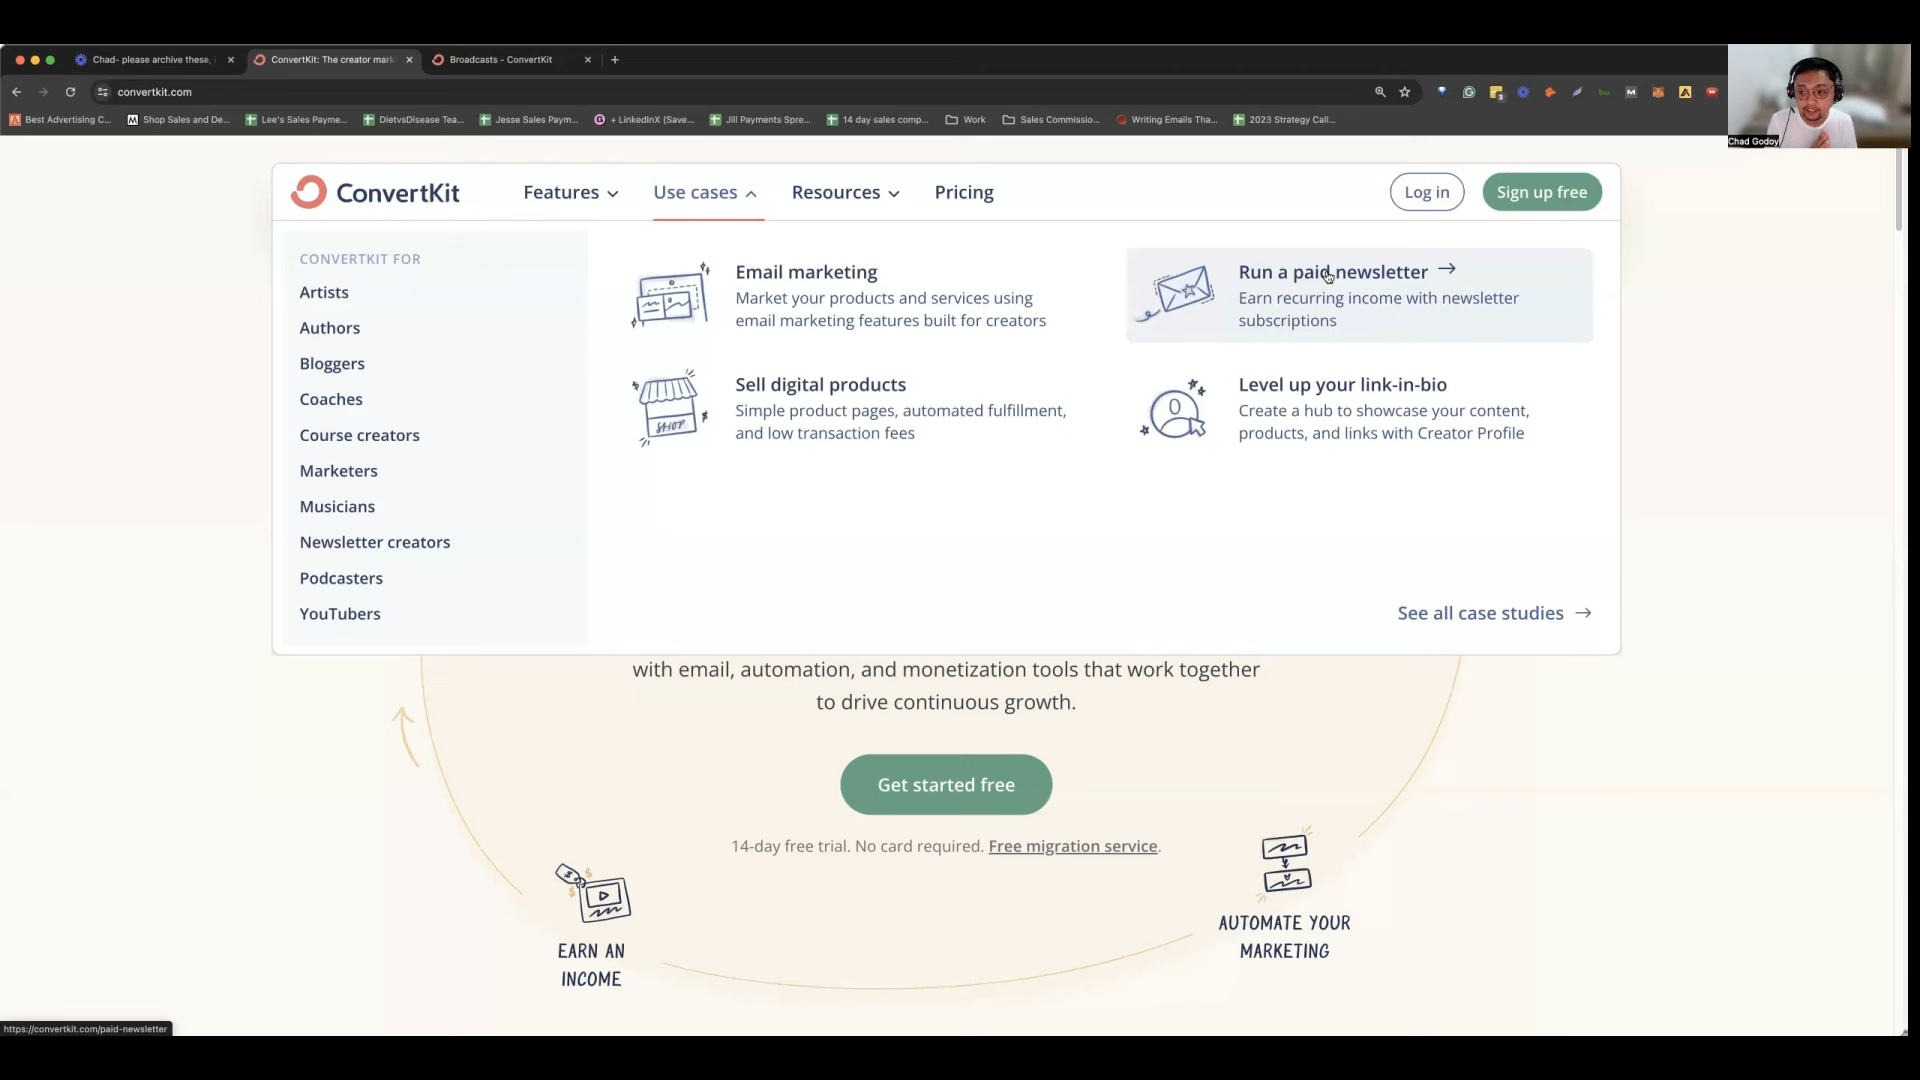 Chad- please archive these,
ConvertKit: The creator mark
Broadcasts - ConvertKit
convertkit.com
Best Advertising C...
Shop Sales and De...
Lee's Sales Payme...
DietvsDisease Tea...
Jesse Sales Paym...
+ LinkedinX (Save...
Jill Payments Spre...
14 day sales comp...
Work
Sales Commissio...
Writing Emails Tha...
2023 Strategy Call...
Chad Godoy
ConvertKit
Features
Use cases
Resources
Pricing
Log in
Sign up free
CONVERTKIT FOR
Artists
Authors
Bloggers
Coaches
Course creators
Marketers
Musicians
Newsletter creators
Podcasters
YouTubers
Email marketing
Market your products and services using
email marketing features built for creators
Run a paid newsletter
Earn recurring income with newsletter
subscriptions
SHOP
Sell digital products
Simple product pages, automated fulfillment,
and low transaction fees
Level up your link-in-bio
Create a hub to showcase your content,
products, and links with Creator Profile
See all case studies
with email, automation, and monetization tools that work together
to drive continuous growth.
Get started free
14-day free trial. No card required. Free migration service.
EARN AN
INCOME
AUTOMATE YOUR
MARKETING
https://convertkit.com/paid-newsletter